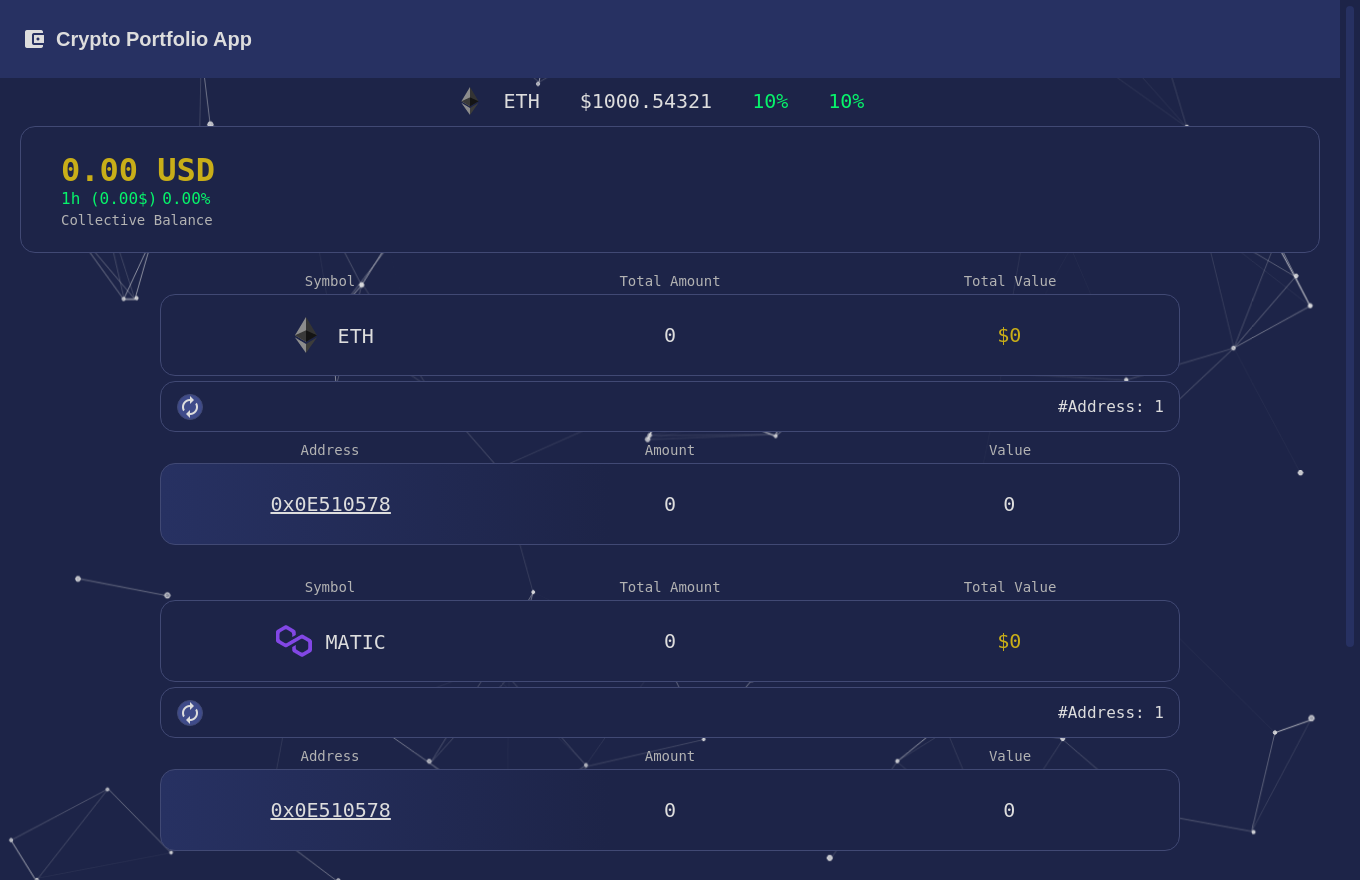 Crypto Portfolio App
ETH $1000.54321 10% 10%
0.00 USD
1h (0.00$) 0.00%
Collective Balance
Symbol Total Amount Total Value
ETH 0 $0
#Address: 1
Address Amount Value
0x0E510578 0 0
Symbol Total Amount Total Value
MATIC 0 $0
#Address: 1
Address Amount Value
0x0E510578 0 0